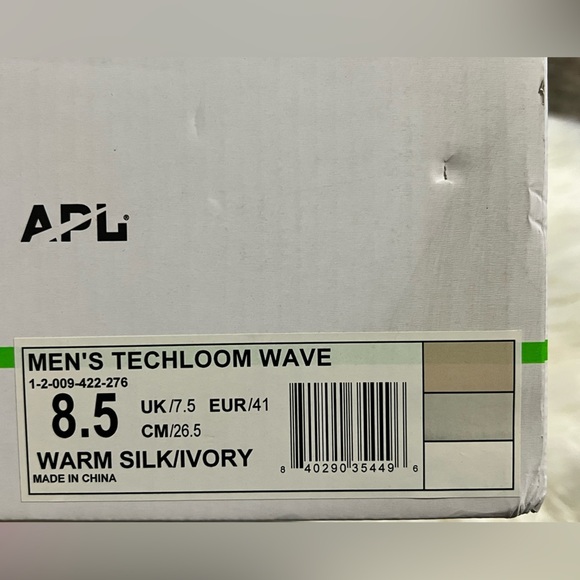 APL®
MEN'S TECHLOOM WAVE
1-2-009-422-276
8.5 UK/7.5 EUR/41
CM/26.5
WARM SILK/IVORY
MADE IN CHINA
8 40290 35449 6